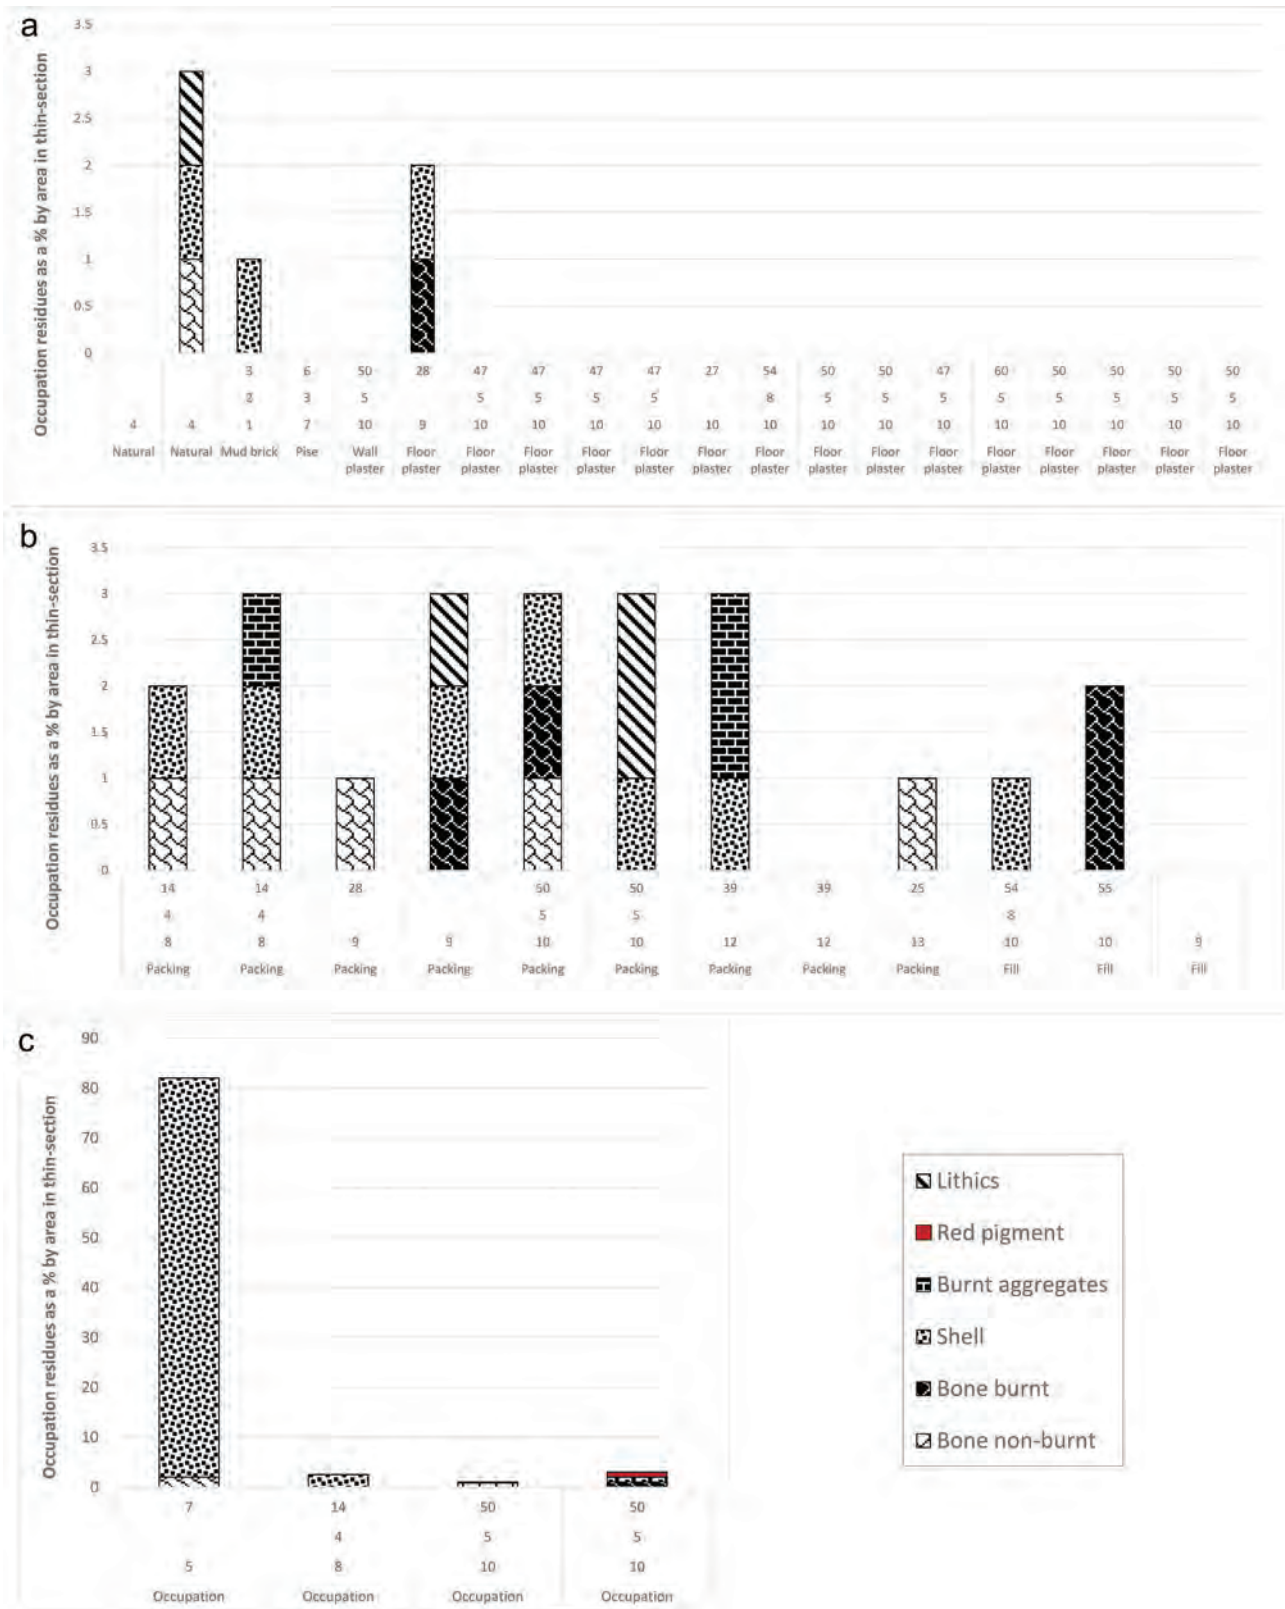 a
Occupation residues as a % by area in thin-section
3.5
3
2.5
2
1.5
1
0.5
0
3 6 50 28 47 47 47 47 27 54 50 50 47 60 50 50 50 50
2 3 5 5 5 5 5 8 5 5 5 5 5 5 5 5
4 4 1 7 10 9 10 10 10 10 10 10 10 10 10 10 10 10 10 10
Natural Natural Mud brick Pise Wall Floor Floor Floor Floor Floor Floor Floor Floor Floor Floor Floor Floor Floor Floor Floor
plaster plaster plaster plaster plaster plaster plaster plaster plaster plaster plaster plaster plaster plaster plaster plaster
b
Occupation residues as a % by area in thin-section
3.5
3
2.5
2
1.5
1
0.5
0
14 14 28 50 50 39 39 25 54 55
4 4 5 5 8
8 8 9 9 10 10 12 12 13 10 10 9
Packing Packing Packing Packing Packing Packing Packing Packing Packing Fill Fill Fill
c
Occupation residues as a % by area in thin-section
90
80
70
60
50
40
30
20
10
0
7 14 50 50
4 5 5
5 8 10 10
Occupation Occupation Occupation Occupation
Lithics
Red pigment
Burnt aggregates
Shell
Bone burnt
Bone non-burnt